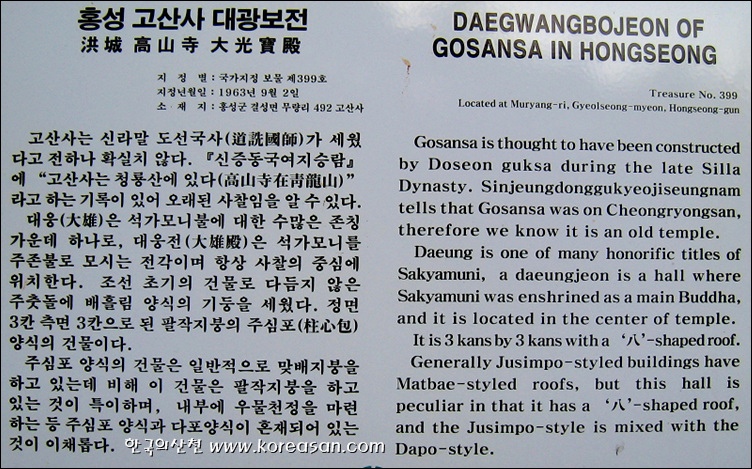 홍성 고산사 대광보전
洪城 高山寺 大光寶殿
지 정 별 : 국가지정 보물 제399호
지정년월일 : 1963년 9월 2일
소 재 지 : 홍성군 결성면 무량리 492 고산사
고산사는 신라말 도선국사(道詵國師)가 세웠
다고 전하나 확실치 않다. 『신증동국여지승람』
에 “고산사는 청룡산에 있다(高山寺在靑龍山)”
라고 하는 기록이 있어 오래된 사찰임을 알 수 있다.
대웅(大雄)은 석가모니불에 대한 수많은 존칭
가운데 하나로, 대웅전(大雄殿)은 석가모니를
주존불로 모시는 전각이며 항상 사찰의 중심에
위치한다. 조선 초기의 건물로 다듬지 않은
주춧돌에 배흘림 양식의 기둥을 세웠다. 정면
3칸 측면 3칸으로 된 팔작지붕의 주심포(柱心包)
양식의 건물이다.
주심포 양식의 건물은 일반적으로 맞배지붕을
하고 있는데 비해 이 건물은 팔작지붕을 하고
있는 것이 특이하며, 내부에 우물천정을 마련
하는 등 주심포 양식과 다포양식이 혼재되어 있는
것이 이채롭다.
한국의산천 www.koreasan.com
DAEGWANGBOJEON OF
GOSANSA IN HONGSEONG
Treasure No. 399
Located at Muryang-ri, Gyeolseong-myeon, Hongseong-gun
Gosansa is thought to have been constructed
by Doseon guksa during the late Silla
Dynasty. Sinjeungdonggukyeojiseungnam
tells that Gosansa was on Cheongryongsan,
therefore we know it is an old temple.
Daeung is one of many honorific titles of
Sakyamuni, a daeungjeon is a hall where
Sakyamuni was enshrined as a main Buddha,
and it is located in the center of temple.
It is 3 kans by 3 kans with a ‘八’-shaped roof.
Generally Jusimpo-styled buildings have
Matbae-styled roofs, but this hall is
peculiar in that it has a ‘八’-shaped roof,
and the Jusimpo-style is mixed with the
Dapo-style.